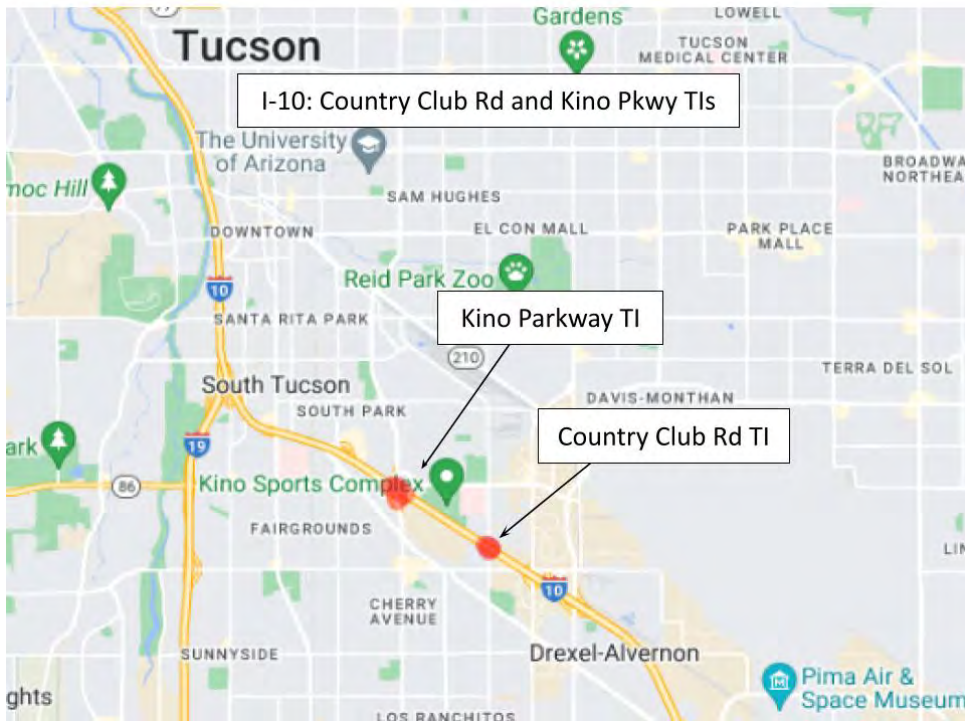 77
Gardens
LOWELL
Tucson
TUCSON
MEDICAL CENTER
I-10: Country Club Rd and Kino Pkwy TIs
The University
of Arizona
BROADWA
NORTHEA
moc Hill
SAM HUGHES
DOWNTOWN
EL CON MALL
PARK PLACE
MALL
Reid Park Zoo
10
SANTA RITA PARK
Kino Parkway TI
210
TERRA DEL SOL
South Tucson
DAVIS-MONTHAN
SOUTH PARK
Country Club Rd TI
ark
19
86
Kino Sports Complex
FAIRGROUNDS
LIN
10
CHERRY
AVENUE
SUNNYSIDE
Drexel-Alvernon
Pima Air &
Space Museum
ghts
LOS RANCHITOS